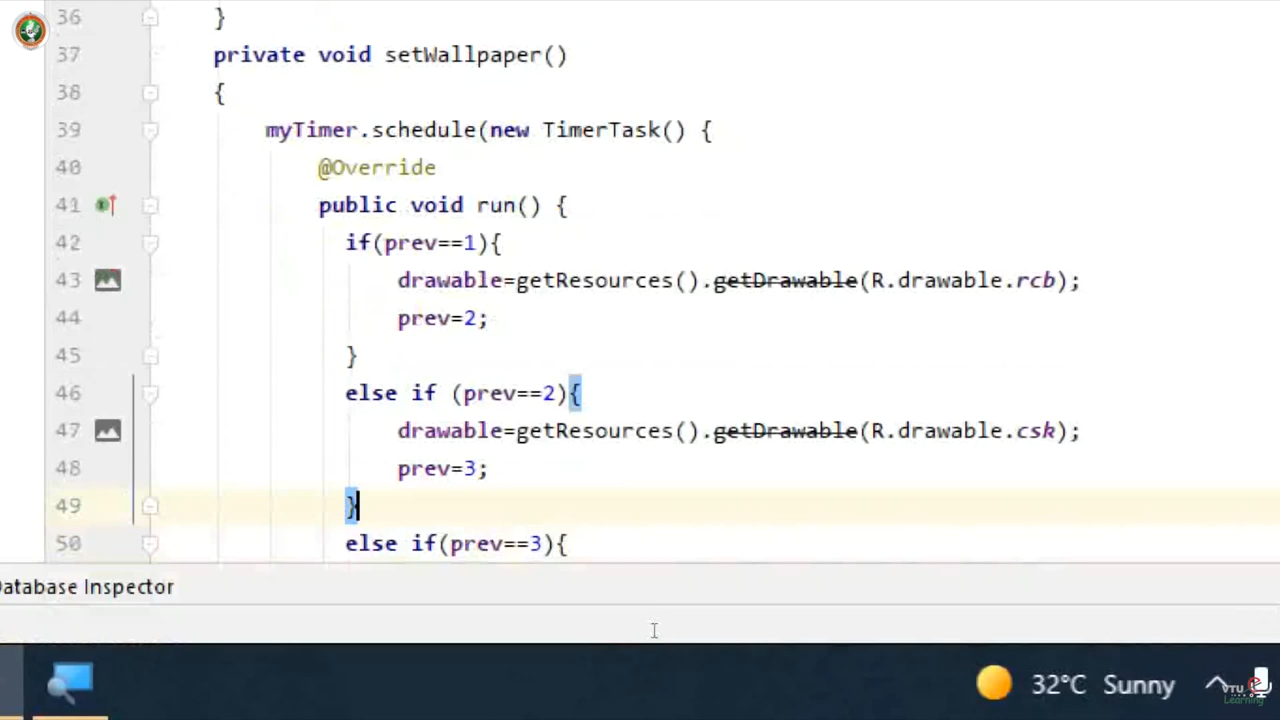 36 }
37 private void setWallpaper()
38 {
39 myTimer.schedule(new TimerTask() {
40 @Override
41 public void run() {
42 if(prev==1){
43 drawable=getResources().getDrawable(R.drawable.rcb);
44 prev=2;
45 }
46 else if (prev==2){
47 drawable=getResources().getDrawable(R.drawable.csk);
48 prev=3;
49 }
50 else if(prev==3){
Database Inspector
32°C Sunny
VTU
Learning